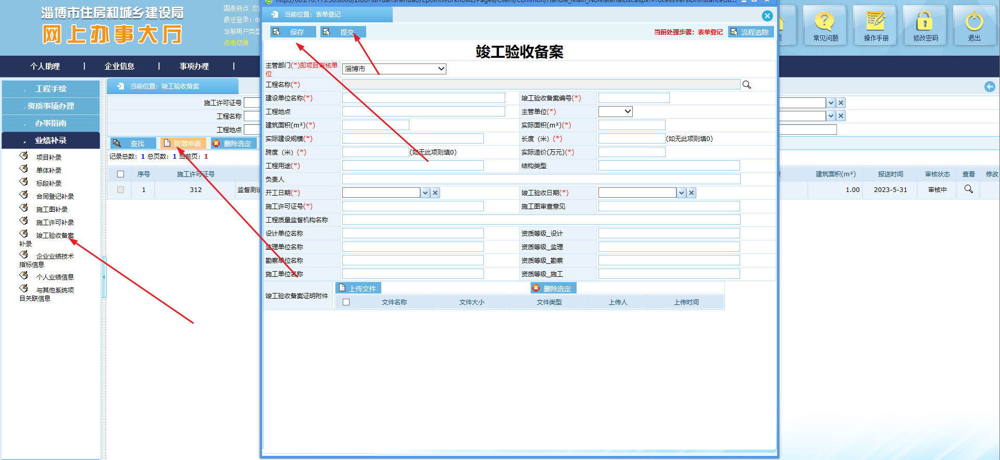 淄博市住房和城乡建设局
网上办事大厅
国泰新点 欢
最近登录：0
当前用户类型
点击切换
个人助理 | 企业信息 | 事项办理 |
常见问题
操作手册
修改密码
退出
工程手续
资质事项办理
办事指南
业绩补录
项目补录
单体补录
标段补录
合同登记补录
施工图补录
施工许可补录
竣工验收备案
补录
企业业绩技术
指标信息
个人业绩信息
与其他系统项
目关联信息
当前位置：竣工验收备案
施工许可证号
工程名称
工程地点
查找 新增申请 删除选定
记录总数：1 总页数：1 当前页：1
序号 施工许可证号
1 312 监督测试
建筑面积(m²) 报送时间 审核状态 查看 修改
1.00 2023-5-31 审核中
当前位置：表单登记
保存 提交 当前处理步骤：表单登记 流程追踪
竣工验收备案
主管部门(*)即项目审核单
位
淄博市
工程名称(*)
建设单位名称(*) 竣工验收备案编号(*)
工程地点 主管单位(*)
建筑面积(m²)(*) 实际面积(m²)(*)
实际建设规模(*) 长度（米）(*) (如无此项则填0)
跨度（米）(*) (如无此项则填0) 实际造价(万元)(*)
工程用途(*) 结构类型
负责人
开工日期(*) 竣工验收日期(*)
施工许可证号(*) 施工图审查意见
工程质量监督机构名称
设计单位名称 资质等级_设计
监理单位名称 资质等级_监理
勘察单位名称 资质等级_勘察
施工单位名称 资质等级_施工
竣工验收备案证明附件
上传文件 删除选定
文件名称 文件大小 文件类型 上传人 上传时间